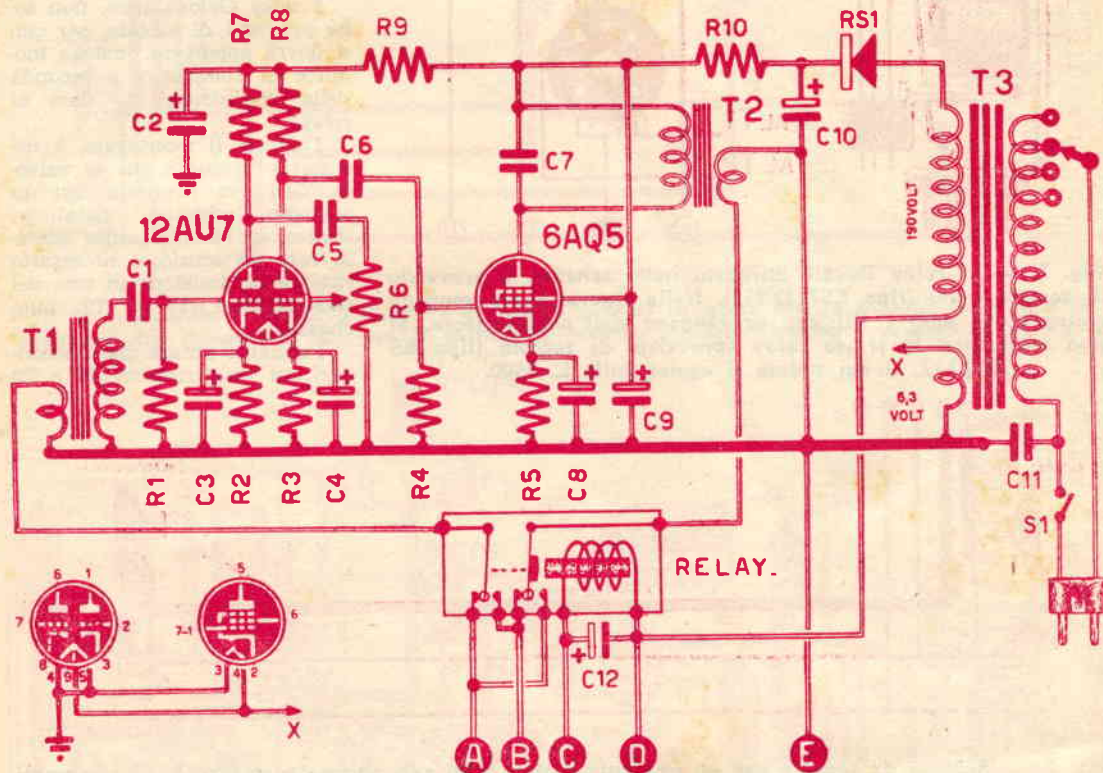 R7
R8
R9
R10
RS1
C2
C6
C7
T2
C10
T3
12AU7
C5
6AQ5
190VOLT
C1
R6
T1
X
6,3
VOLT
C9
R1
C3
R2
R3
C4
R4
R5
C8
C11
S1
RELAY.
6 1
7 2
8 3
4 9 5
5
7-1 6
3 4 2
C12
X
A B C D E